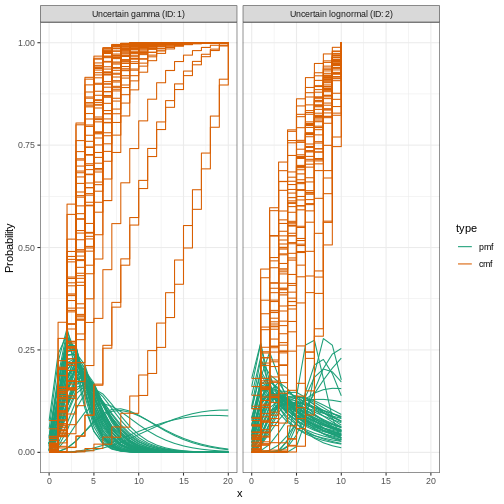 Uncertain gamma (ID: 1)
Uncertain lognormal (ID: 2)
1.00
0.75
0.50
0.25
0.00
Probability
0
5
10
15
20
0
5
10
15
20
x
type
pmf
cmf